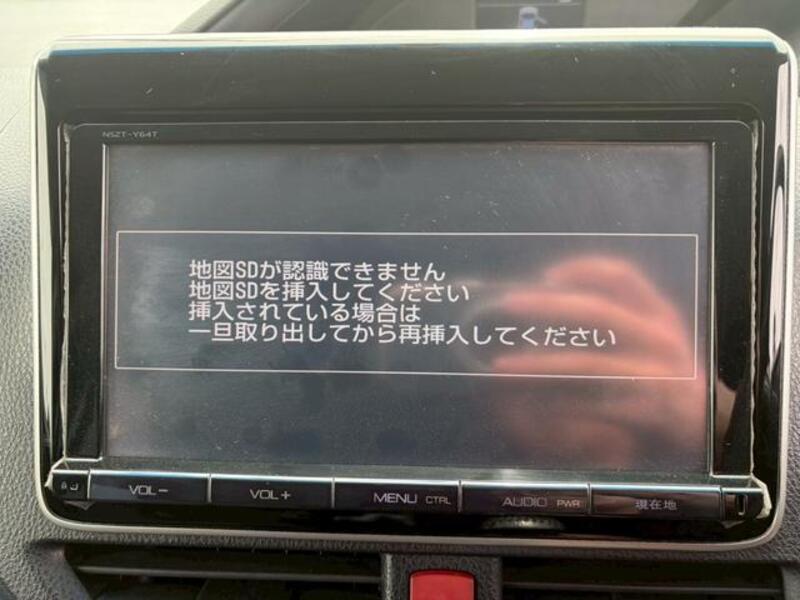 NSZT-Y64T
地図SDが認識できません
地図SDを挿入してください
挿入されている場合は
一旦取り出してから再挿入してください
VOL- VOL+ MENU CTRL AUDIO PWR 現在地